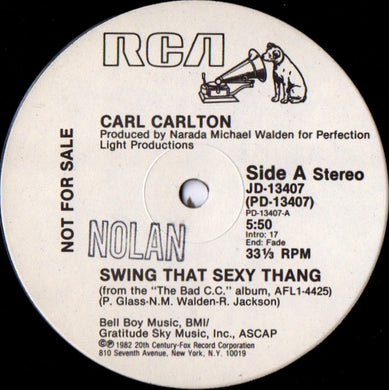 RCA
CARL CARLTON
Produced by Narada Michael Walden for Perfection
Light Productions
NOT FOR SALE
Side A Stereo
JD-13407
(PD-13407)
PD-13407-A
5:50
Intro: 17
End: Fade
33⅓ RPM
NOLAN
SWING THAT SEXY THANG
(from the "The Bad C.C." album, AFL1-4425)
(P. Glass-N.M. Walden-R. Jackson)
Bell Boy Music, BMI/
Gratitude Sky Music, Inc., ASCAP
©℗ 1982 20th Century-Fox Record Corporation
810 Seventh Avenue, New York, N.Y. 10019